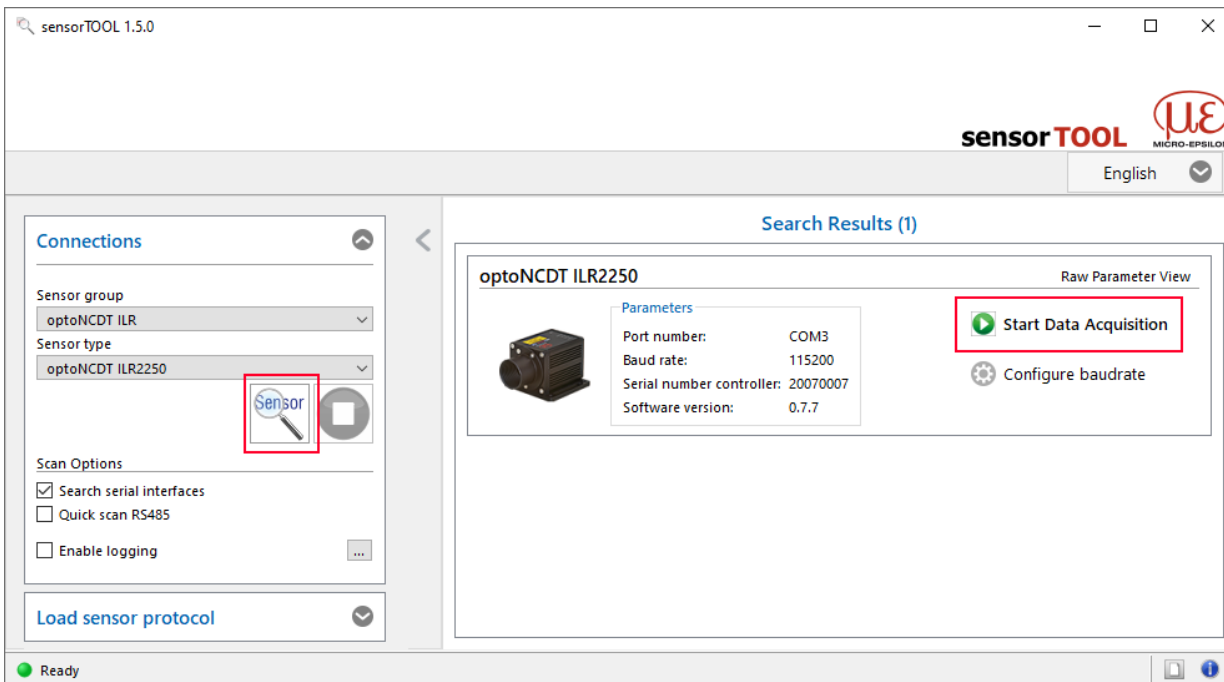 sensorTOOL 1.5.0
sensorTOOL
με
MICRO-EPSILON
English
Connections
Sensor group
optoNCDT ILR
Sensor type
optoNCDT ILR2250
Sensor
Scan Options
Search serial interfaces
Quick scan RS485
Enable logging
...
Load sensor protocol
Search Results (1)
optoNCDT ILR2250
Raw Parameter View
Parameters
Port number: COM3
Baud rate: 115200
Serial number controller: 20070007
Software version: 0.7.7
Start Data Acquisition
Configure baudrate
Ready